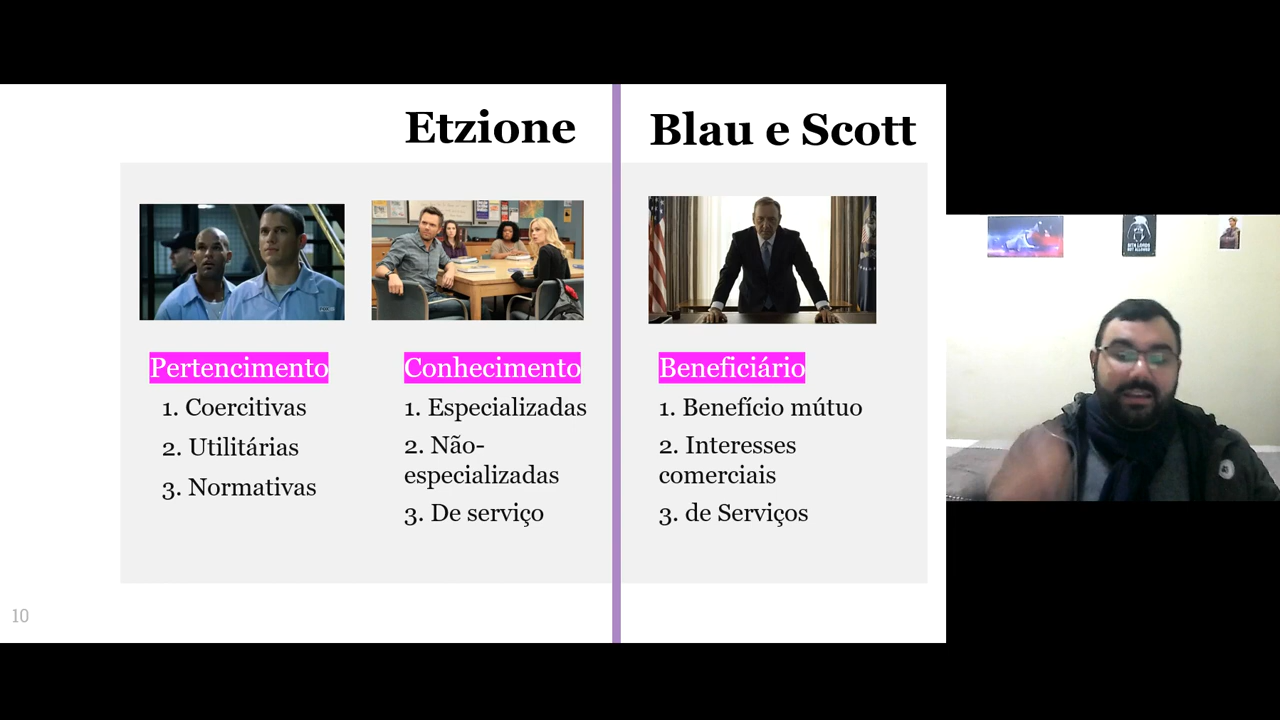 Etzione
Blau e Scott
Pertencimento
1. Coercitivas
2. Utilitárias
3. Normativas
Conhecimento
1. Especializadas
2. Não-
especializadas
3. De serviço
Beneficiário
1. Benefício mútuo
2. Interesses
comerciais
3. de Serviços
10